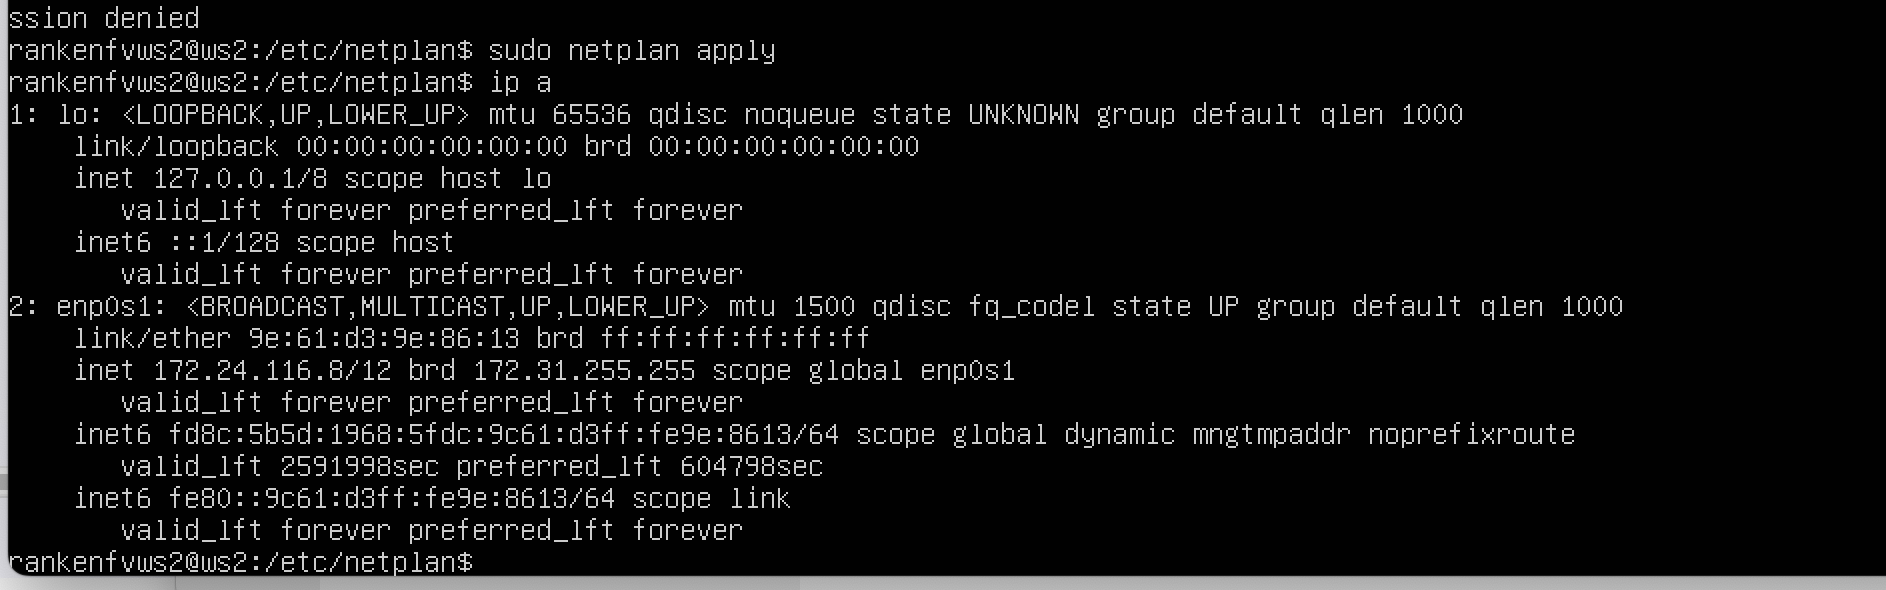 ssion denied
rankenfvws2@ws2:/etc/netplan$ sudo netplan apply
rankenfvws2@ws2:/etc/netplan$ ip a
1: lo: <LOOPBACK,UP,LOWER_UP> mtu 65536 qdisc noqueue state UNKNOWN group default qlen 1000
    link/loopback 00:00:00:00:00:00 brd 00:00:00:00:00:00
    inet 127.0.0.1/8 scope host lo
       valid_lft forever preferred_lft forever
    inet6 ::1/128 scope host
       valid_lft forever preferred_lft forever
2: enp0s1: <BROADCAST,MULTICAST,UP,LOWER_UP> mtu 1500 qdisc fq_codel state UP group default qlen 1000
    link/ether 9e:61:d3:9e:86:13 brd ff:ff:ff:ff:ff:ff
    inet 172.24.116.8/12 brd 172.31.255.255 scope global enp0s1
       valid_lft forever preferred_lft forever
    inet6 fd8c:5b5d:1968:5fdc:9c61:d3ff:fe9e:8613/64 scope global dynamic mngtmpaddr noprefixroute
       valid_lft 2591998sec preferred_lft 604798sec
    inet6 fe80::9c61:d3ff:fe9e:8613/64 scope link
       valid_lft forever preferred_lft forever
rankenfvws2@ws2:/etc/netplan$